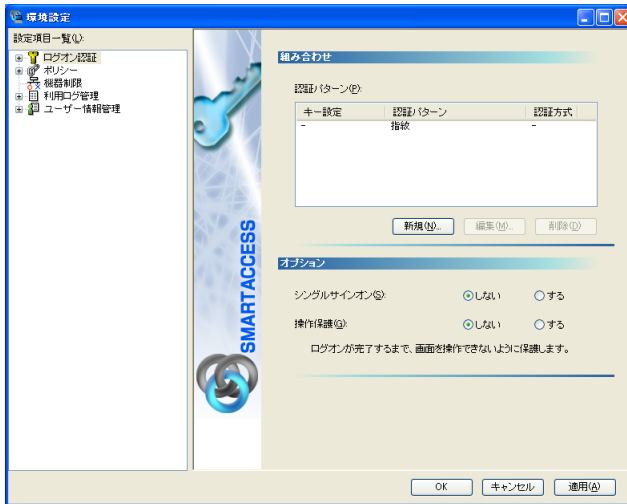 環境設定
設定項目一覧(L):
ログオン認証
ポリシー
機器制限
利用ログ管理
ユーザー情報管理
SMARTACCESS
組み合わせ
認証パターン(P):
キー設定 認証パターン 認証方式
- 指紋 -
新規(N)... 編集(M)... 削除(D)
オプション
シングルサインオン(S): しない する
操作保護(G): しない する
ログオンが完了するまで、画面を操作できないように保護します。
OK キャンセル 適用(A)